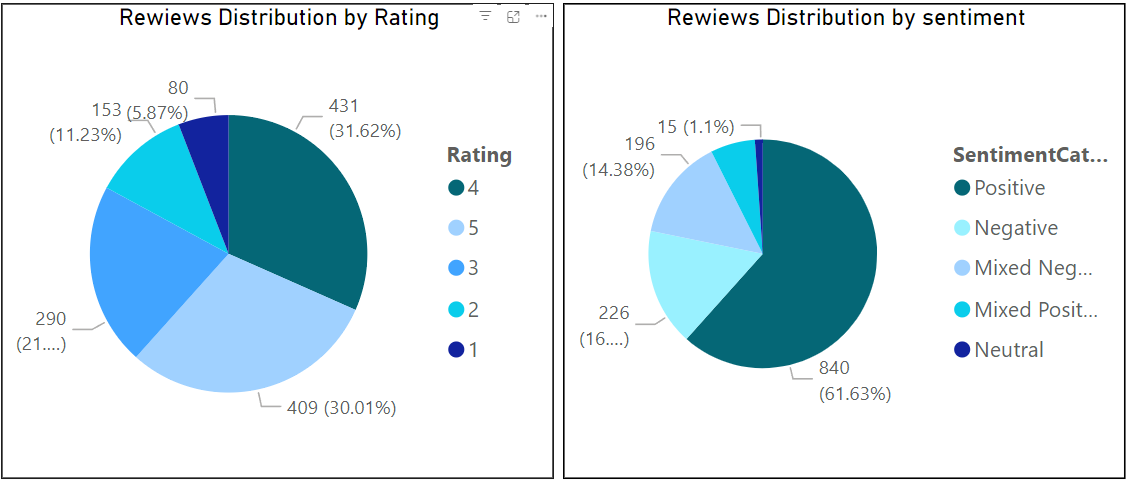 Rewiews Distribution by Rating
80
(5.87%)
153
(11.23%)
431
(31.62%)
290
(21....)
409 (30.01%)
Rating
4
5
3
2
1
Rewiews Distribution by sentiment
15 (1.1%)
196
(14.38%)
226
(16....)
840
(61.63%)
SentimentCat...
Positive
Negative
Mixed Neg...
Mixed Posit...
Neutral